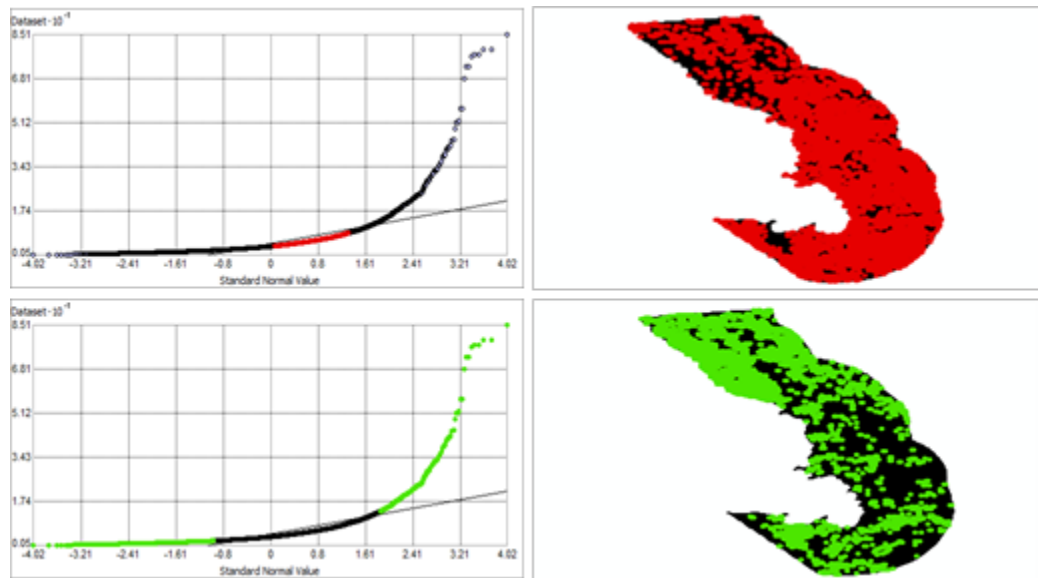 Dataset · 10⁻¹
8.51
6.81
5.12
3.43
1.74
0.05
-4.02 -3.21 -2.41 -1.61 -0.8 0 0.8 1.61 2.41 3.21 4.02
Standard Normal Value
Dataset · 10⁻¹
8.51
6.81
5.12
3.43
1.74
0.05
-4.02 -3.21 -2.41 -1.61 -0.8 0 0.8 1.61 2.41 3.21 4.02
Standard Normal Value